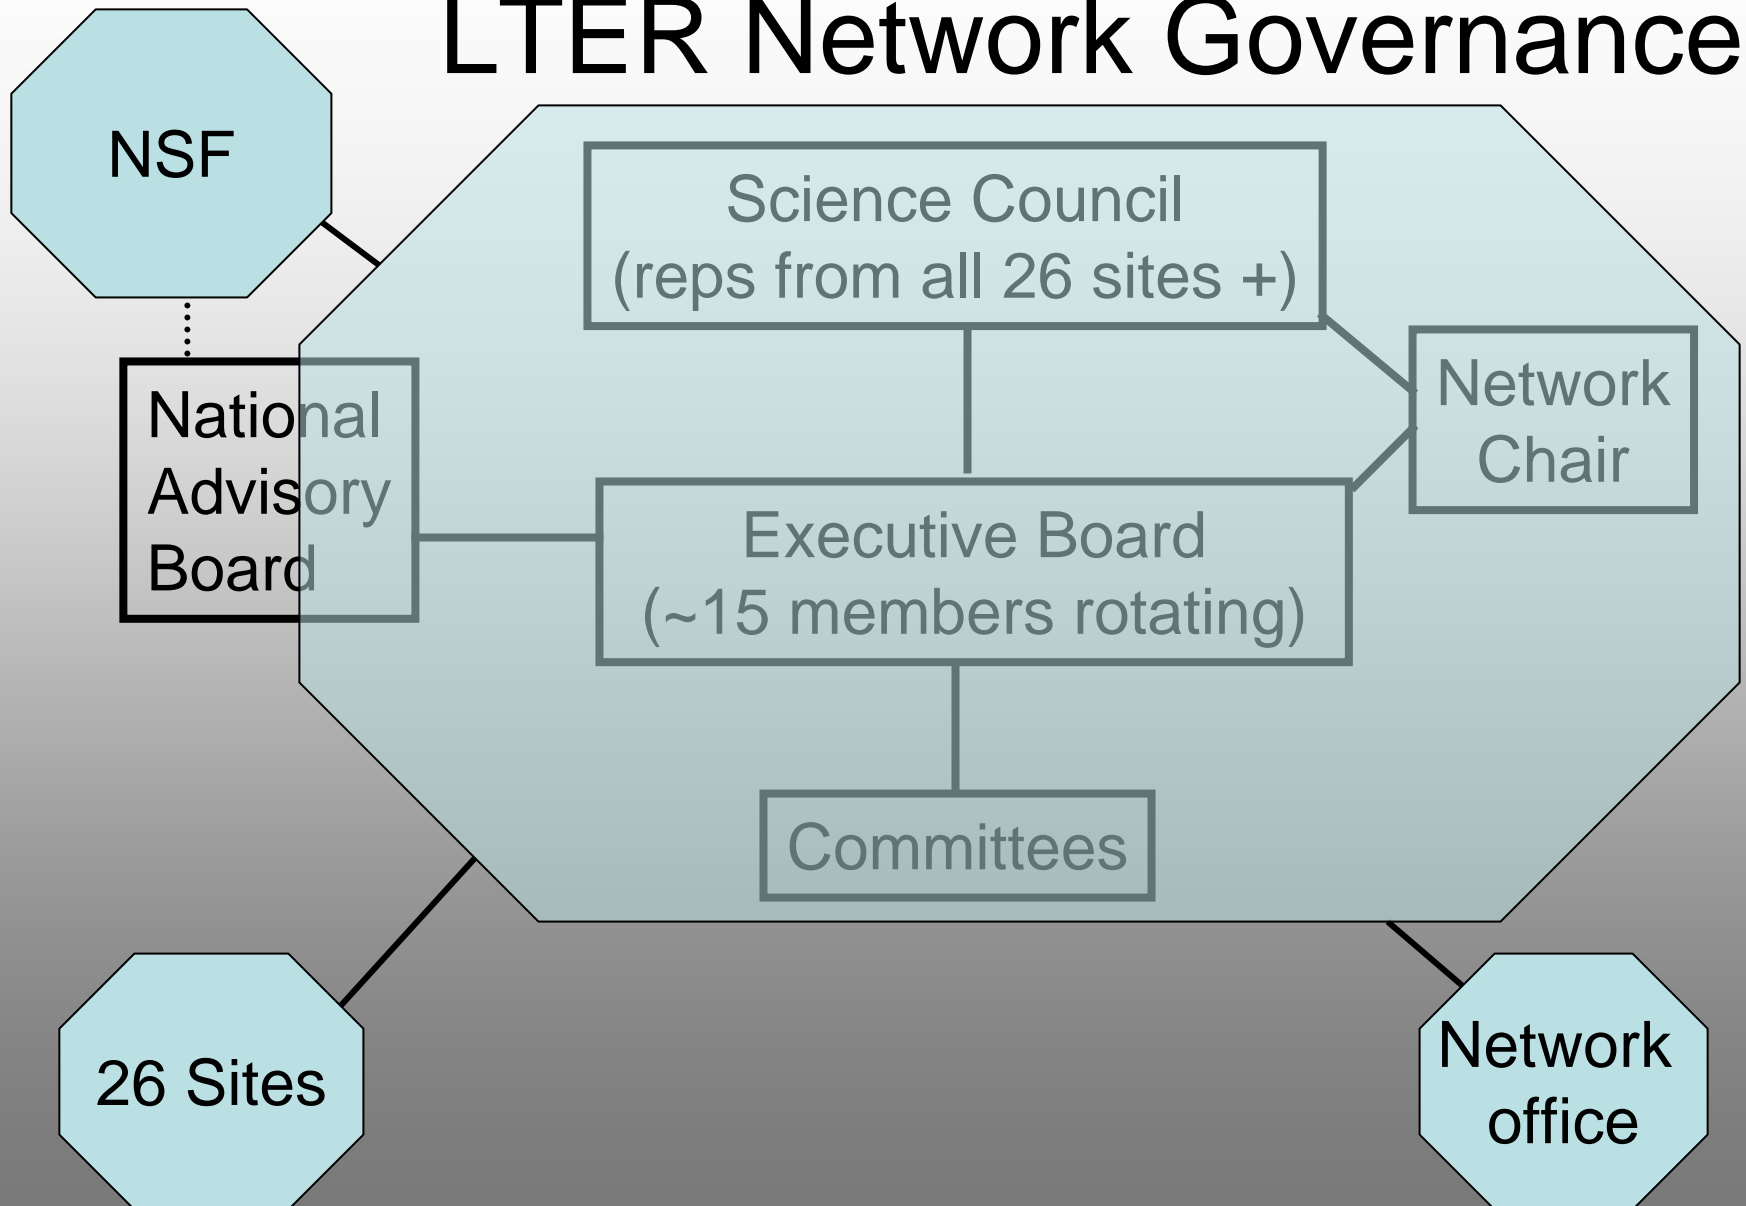 LTER Network Governance
NSF
Science Council
(reps from all 26 sites +)
Network
Chair
National
Advisory
Board
Executive Board
(~15 members rotating)
Committees
26 Sites
Network
office